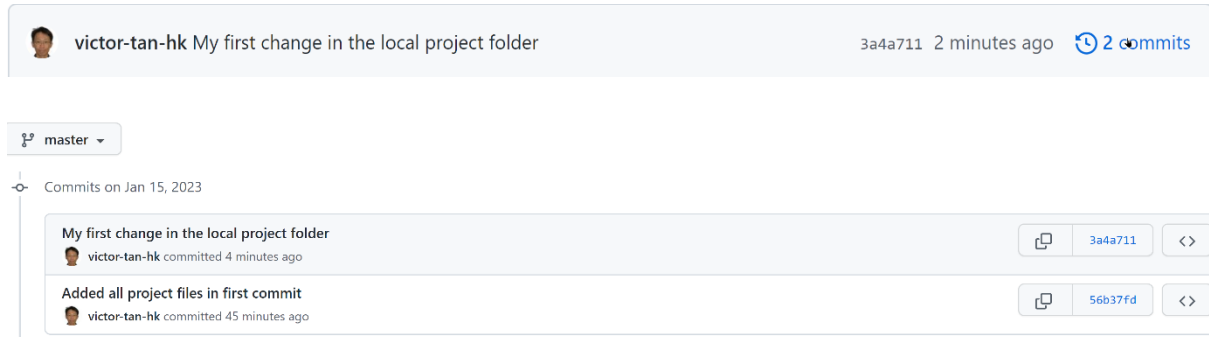 victor-tan-hk My first change in the local project folder 3a4a711 2 minutes ago 2 commits
master
Commits on Jan 15, 2023
My first change in the local project folder
3a4a711
victor-tan-hk committed 4 minutes ago
Added all project files in first commit
56b37fd
victor-tan-hk committed 45 minutes ago